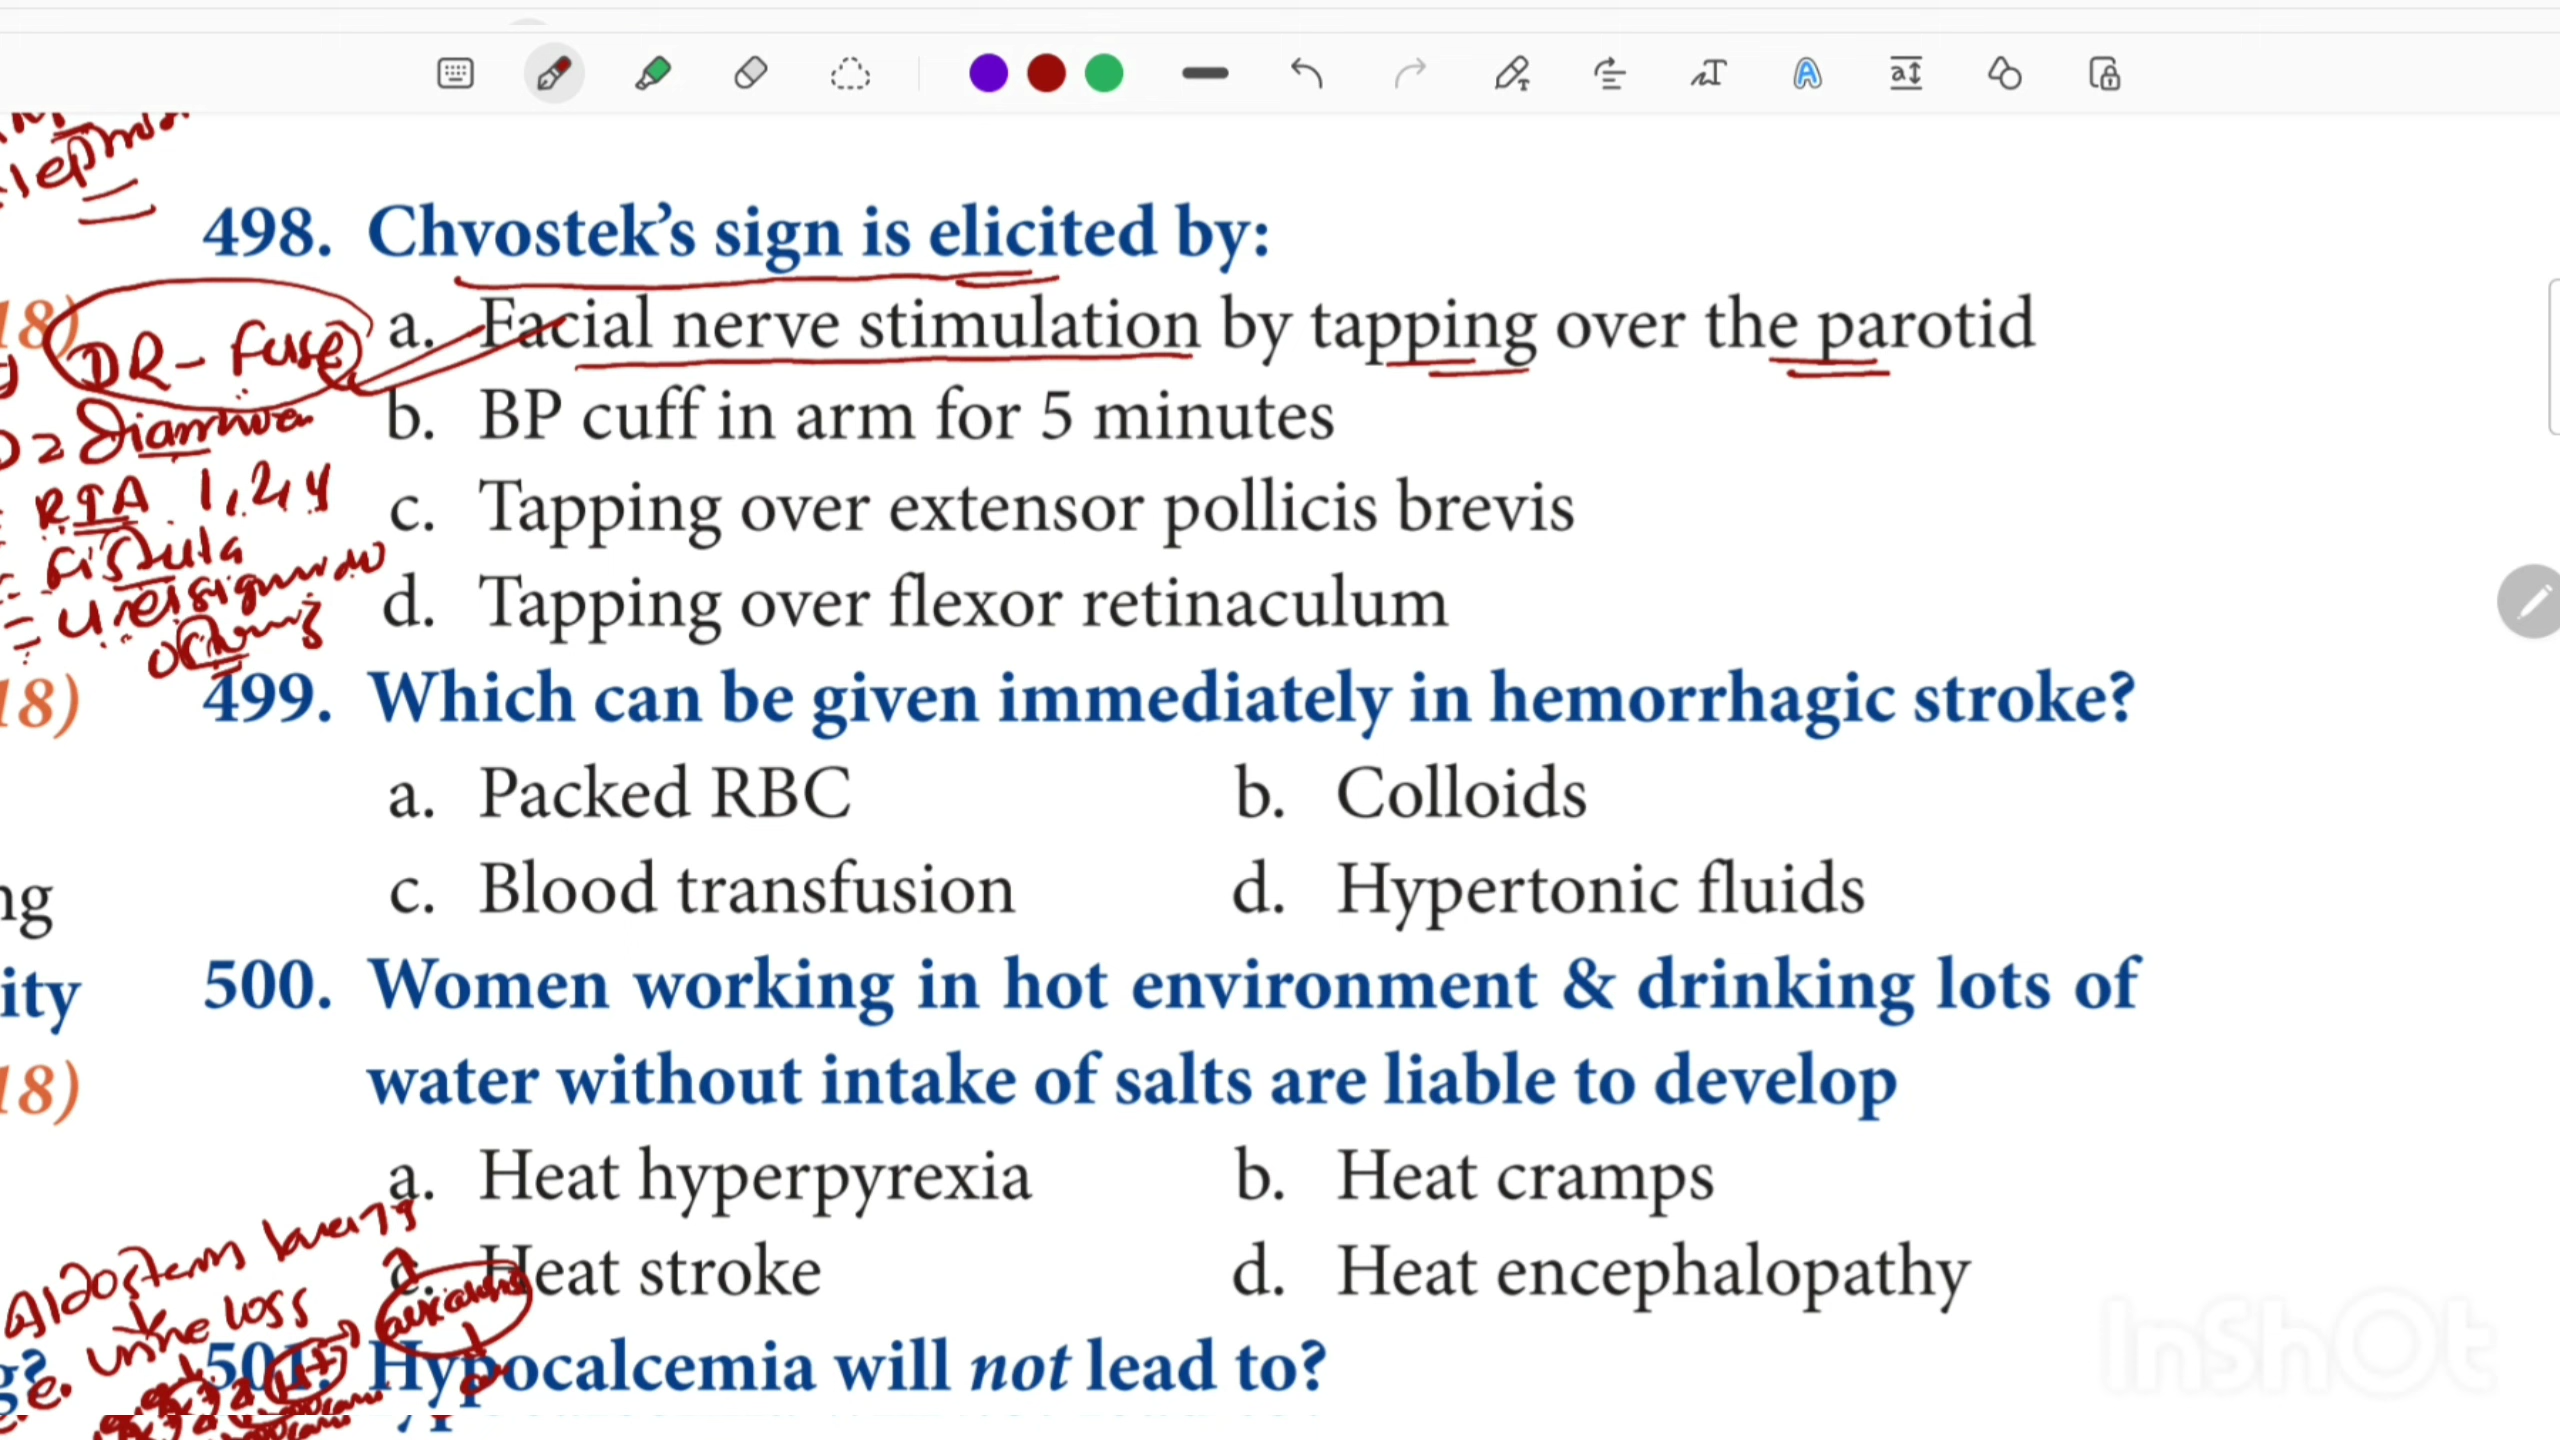 498. Chvostek's sign is elicited by:
18)
a. Facial nerve stimulation by tapping over the parotid
DR - fuse
b. BP cuff in arm for 5 minutes
Diarrhoea
RTA 1, 2, 4
c. Tapping over extensor pollicis brevis
fistula
d. Tapping over flexor retinaculum
18)
499. Which can be given immediately in hemorrhagic stroke?
a. Packed RBC b. Colloids
ng
c. Blood transfusion d. Hypertonic fluids
ity
500. Women working in hot environment & drinking lots of
18)
water without intake of salts are liable to develop
a. Heat hyperpyrexia b. Heat cramps
c. Heat stroke d. Heat encephalopathy
urine loss
g?
501. Hypocalcemia will not lead to?
InShOt